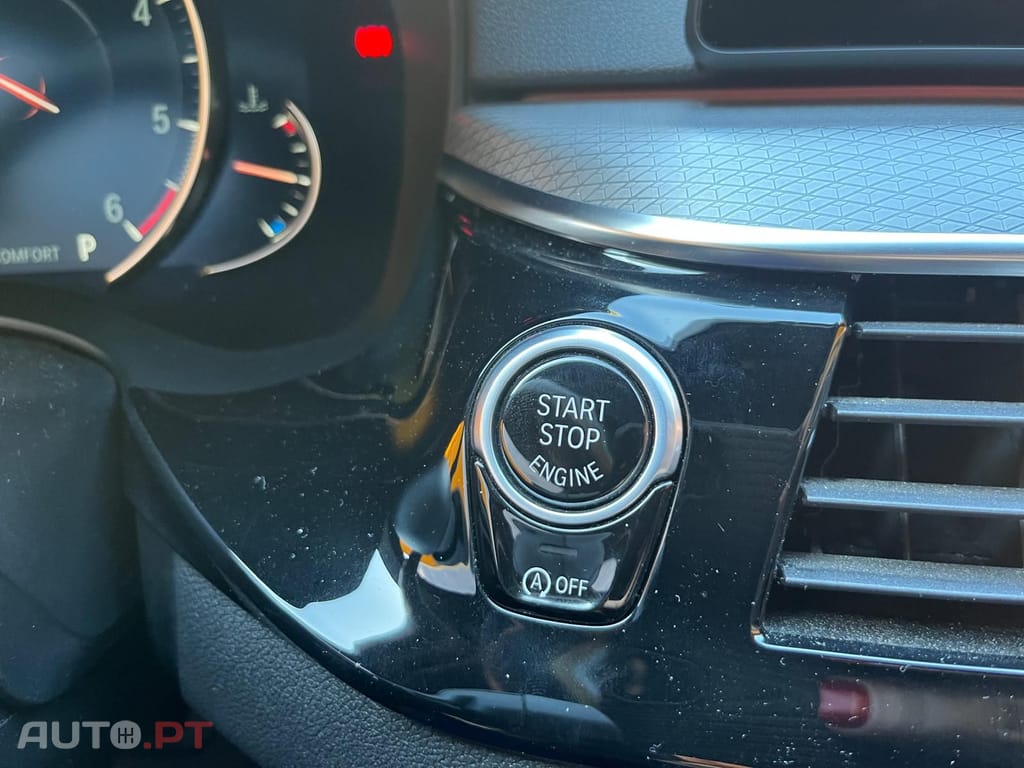 4
5
6
COMFORT P
START
STOP
ENGINE
A OFF
AUTO.PT